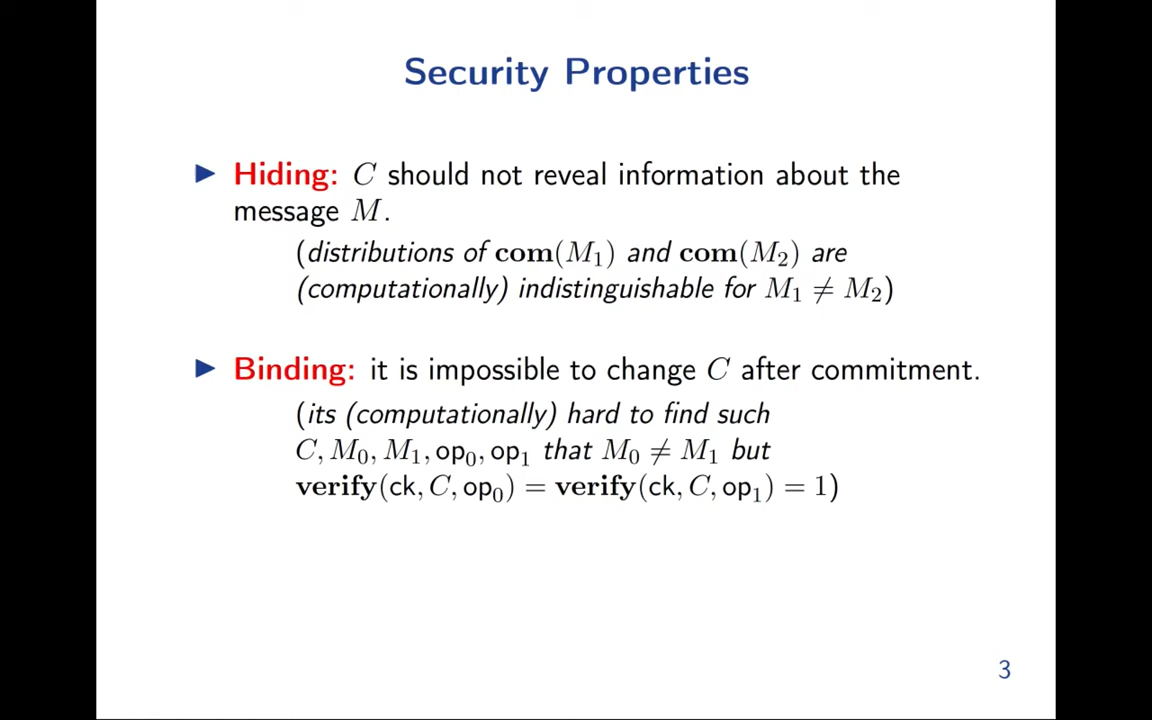 Security Properties
▶ Hiding: C should not reveal information about the
message M.
(distributions of com(M₁) and com(M₂) are
(computationally) indistinguishable for M₁ ≠ M₂)
▶ Binding: it is impossible to change C after commitment.
(its (computationally) hard to find such
C, M₀, M₁, op₀, op₁ that M₀ ≠ M₁ but
verify(ck, C, op₀) = verify(ck, C, op₁) = 1)
3